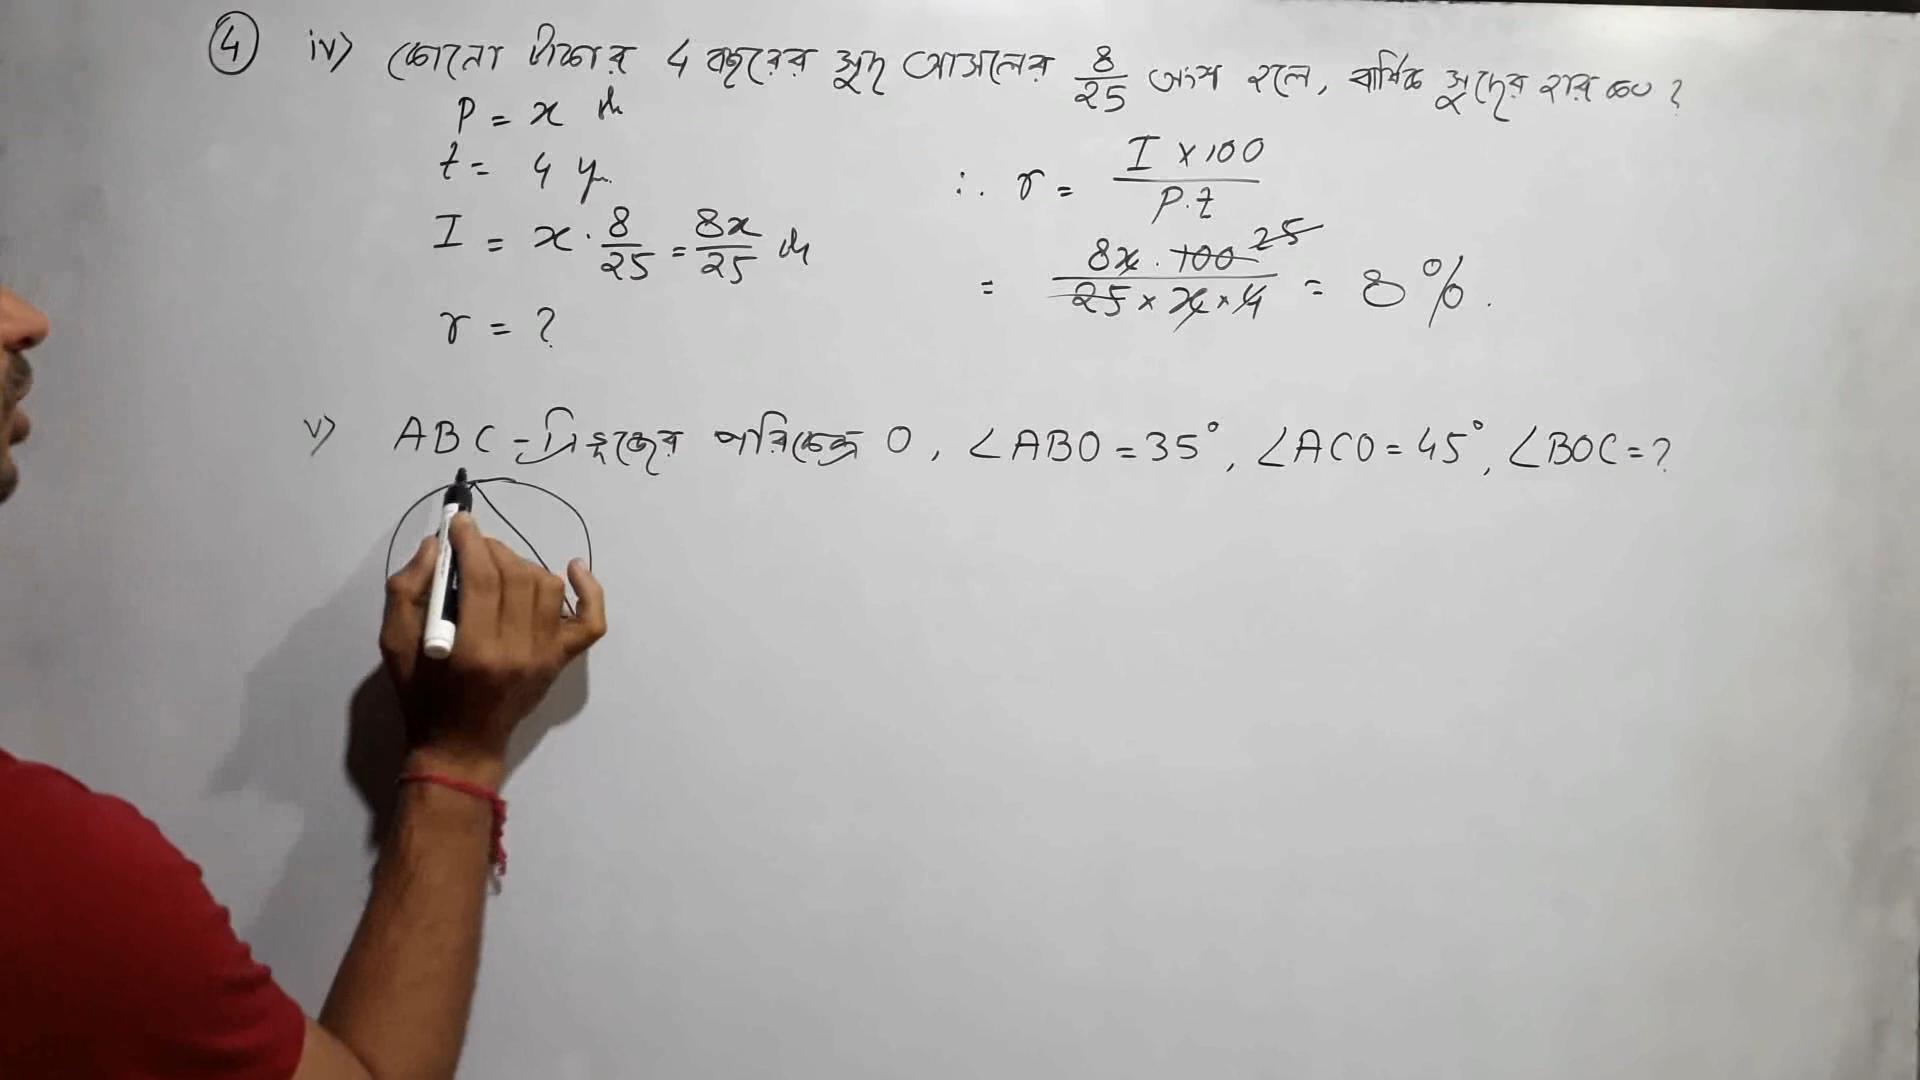 ④ iv) কোনো টাকার 4 বছরের সুদ আসলের 8/25 অংশ হলে, বার্ষিক সুদের হার কত ?
P = x টা
t = 4 y.
I = x · 8/25 = 8x/25 টা
r = ?
∴ r = I × 100 / P.t
= 8x . 100 25 / 25 × x × 4 = 8 % .
v) ABC - ত্রিভূজের পরিকেন্দ্র O , ∠ABO = 35°, ∠ACO = 45°, ∠BOC = ?